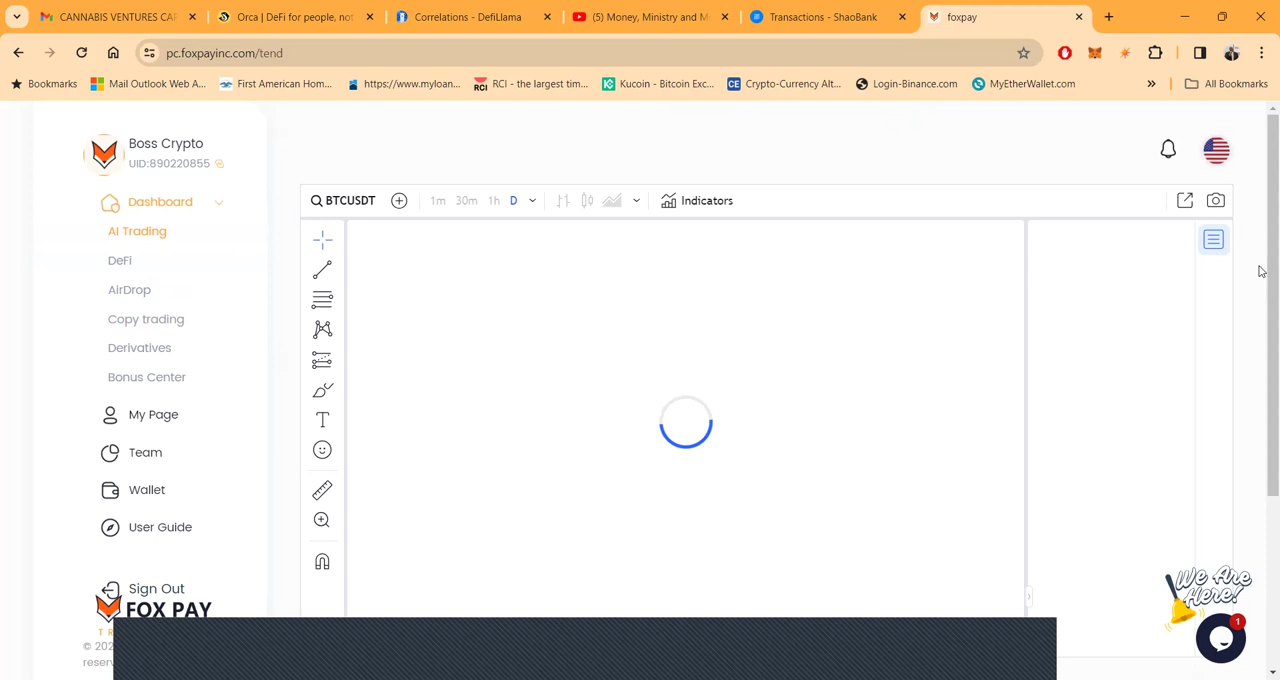 CANNABIS VENTURES CAP
Orca | DeFi for people, not
Correlations - DefiLlama
(5) Money, Ministry and M
Transactions - ShaoBank
foxpay
pc.foxpayinc.com/tend
Bookmarks
Mail Outlook Web A...
First American Hom...
https://www.myloan...
RCI - the largest tim...
Kucoin - Bitcoin Exc...
Crypto-Currency Alt...
Login-Binance.com
MyEtherWallet.com
»
All Bookmarks
Boss Crypto
UID:890220855
Dashboard
AI Trading
DeFi
AirDrop
Copy trading
Derivatives
Bonus Center
My Page
Team
Wallet
User Guide
Sign Out
FOX PAY
BTCUSDT
1m 30m 1h D
Indicators
We Are
Here!
1